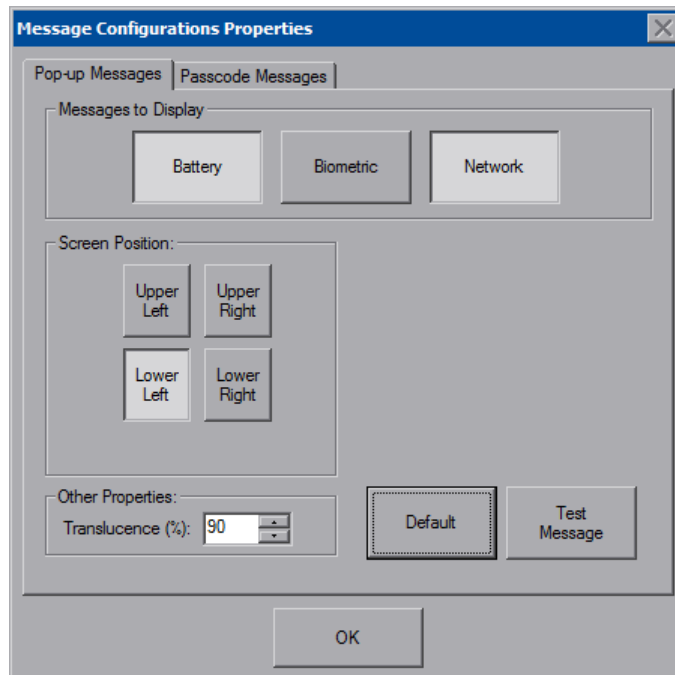 Message Configurations Properties
Pop-up Messages Passcode Messages
Messages to Display
Battery Biometric Network
Screen Position:
Upper Left
Upper Right
Lower Left
Lower Right
Other Properties:
Translucence (%): 90
Default
Test Message
OK